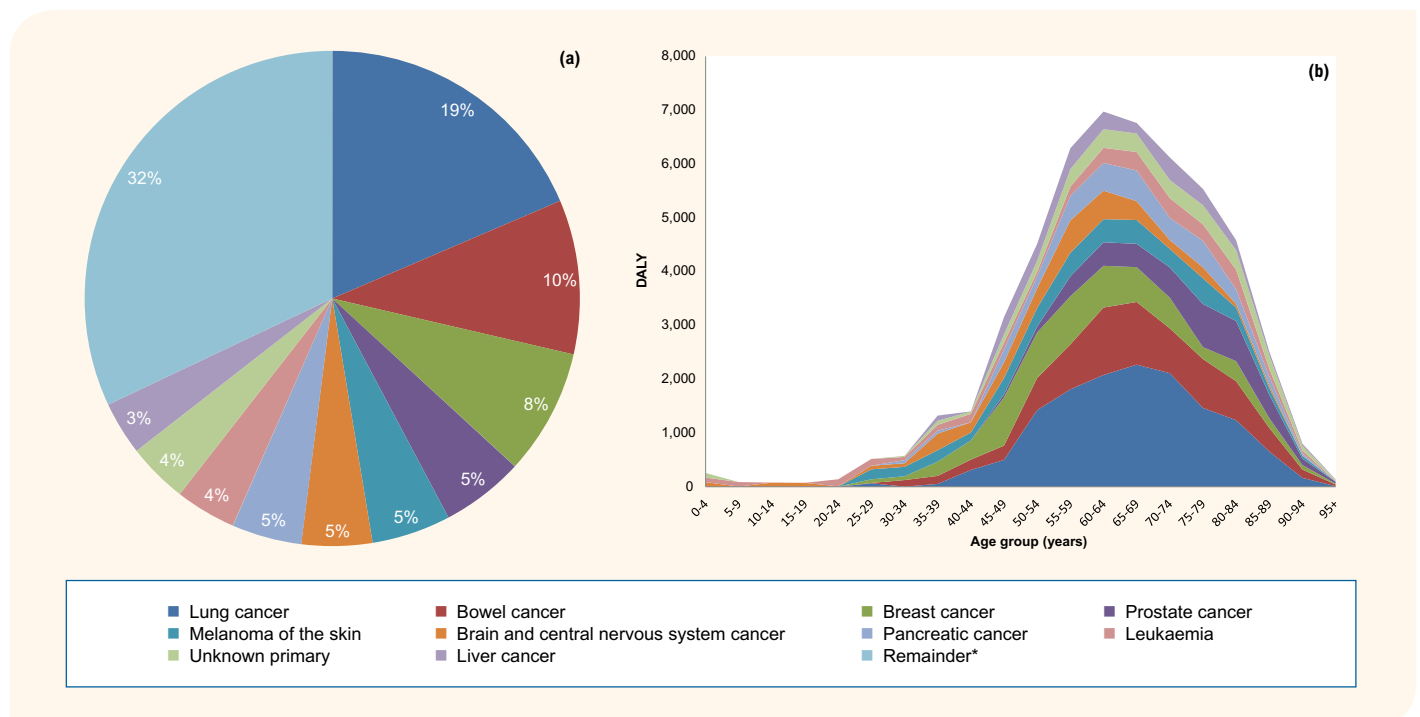 (a)
19%
10%
8%
5%
5%
5%
5%
4%
4%
3%
32%
(b)
8,000
7,000
6,000
5,000
4,000
3,000
2,000
1,000
0
DALY
0-4 5-9 10-14 15-19 20-24 25-29 30-34 35-39 40-44 45-49 50-54 55-59 60-64 65-69 70-74 75-79 80-84 85-89 90-94 95+
Age group (years)
Lung cancer Bowel cancer Breast cancer Prostate cancer
Melanoma of the skin Brain and central nervous system cancer Pancreatic cancer Leukaemia
Unknown primary Liver cancer Remainder*